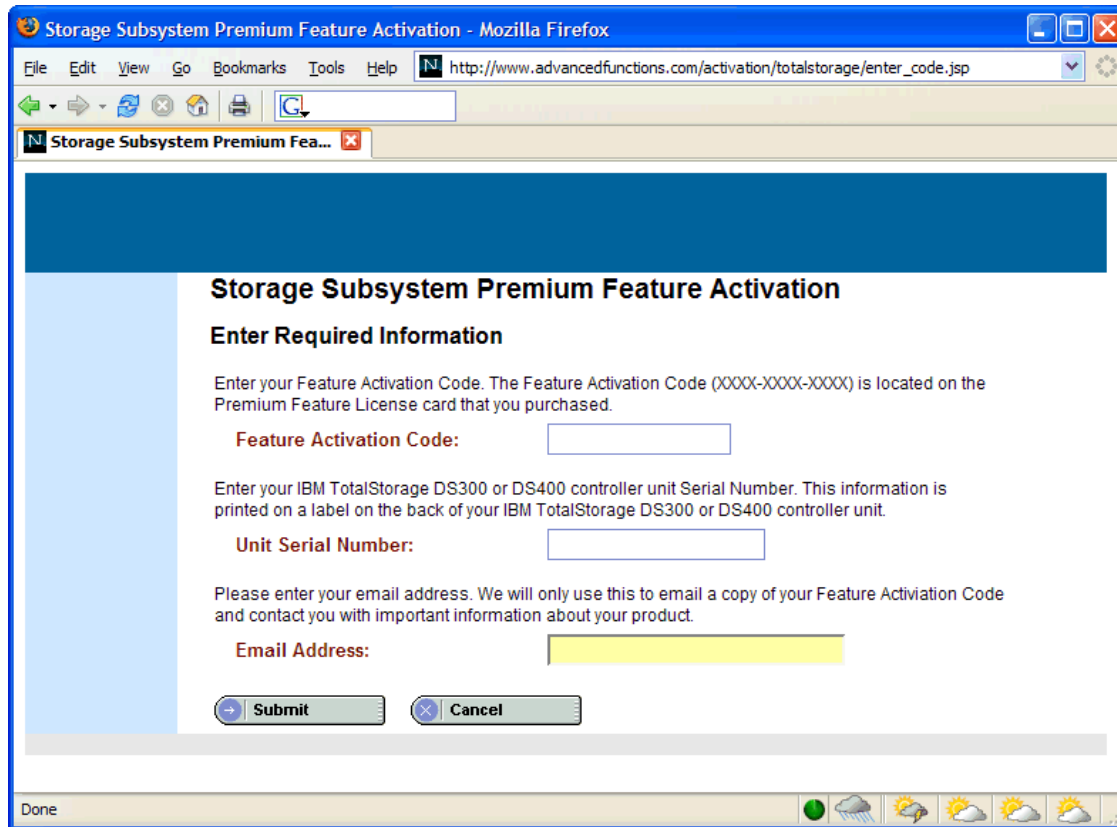 Storage Subsystem Premium Feature Activation - Mozilla Firefox
File Edit View Go Bookmarks Tools Help N http://www.advancedfunctions.com/activation/totalstorage/enter_code.jsp
G
N Storage Subsystem Premium Fea...
Storage Subsystem Premium Feature Activation
Enter Required Information
Enter your Feature Activation Code. The Feature Activation Code (XXXX-XXXX-XXXX) is located on the
Premium Feature License card that you purchased.
Feature Activation Code:
Enter your IBM TotalStorage DS300 or DS400 controller unit Serial Number. This information is
printed on a label on the back of your IBM TotalStorage DS300 or DS400 controller unit.
Unit Serial Number:
Please enter your email address. We will only use this to email a copy of your Feature Activiation Code
and contact you with important information about your product.
Email Address:
Submit Cancel
Done